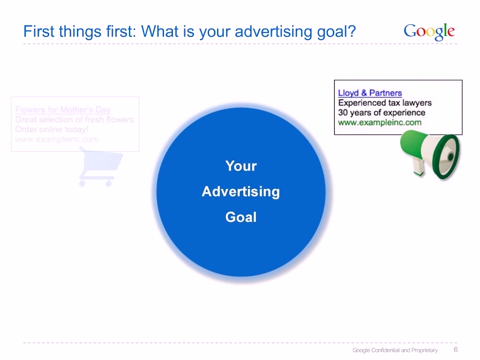 First things first: What is your advertising goal?
Google
Flowers for Mother's Day
Great selection of fresh flowers
Order online today!
www.exampleinc.com
Lloyd & Partners
Experienced tax lawyers
30 years of experience
www.exampleinc.com
Your
Advertising
Goal
Google Confidential and Proprietary
6